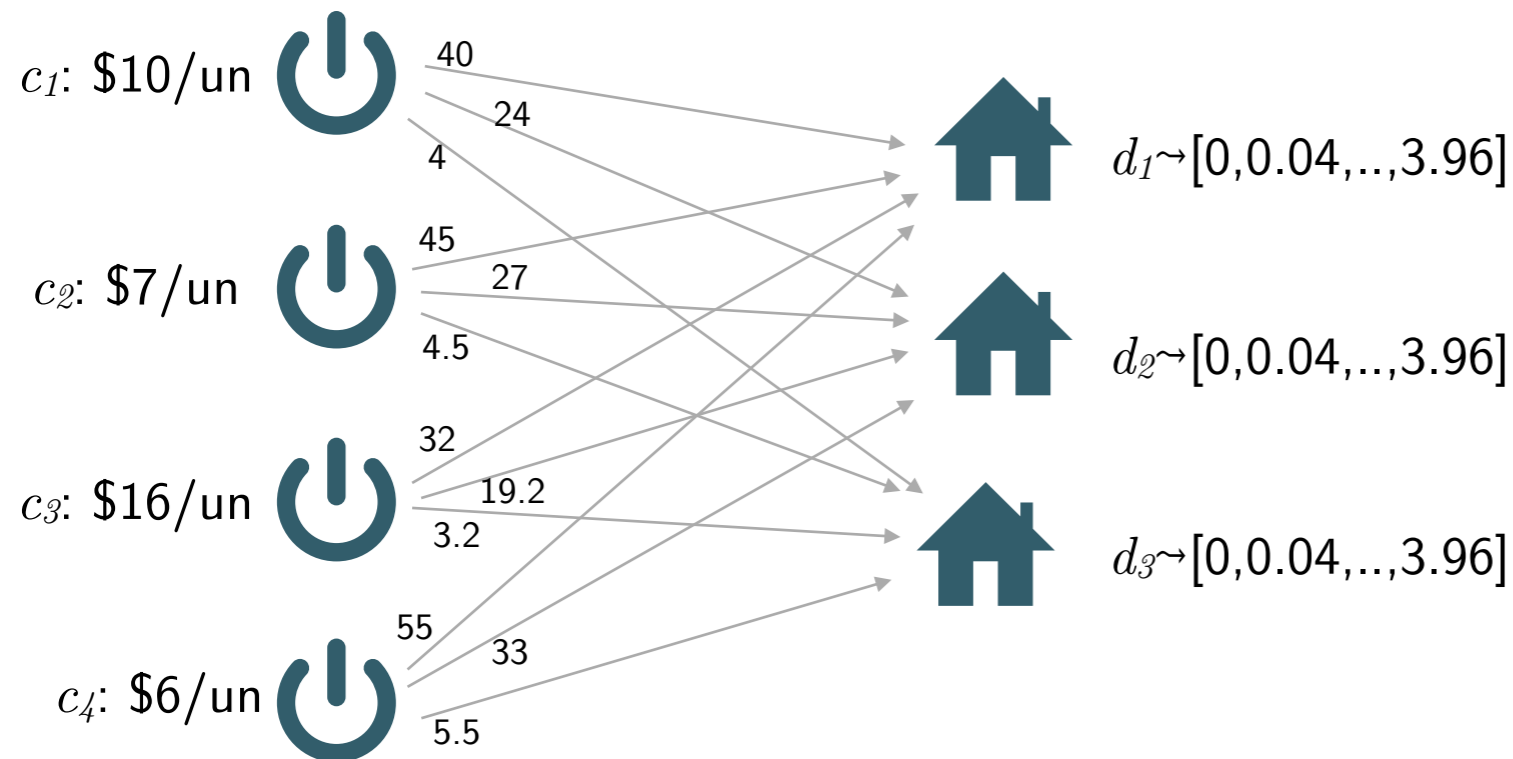 c1: $10/un
40
24
4
d1⤳[0,0.04,..,3.96]
c2: $7/un
45
27
4.5
d2⤳[0,0.04,..,3.96]
c3: $16/un
32
19.2
3.2
d3⤳[0,0.04,..,3.96]
c4: $6/un
55
33
5.5